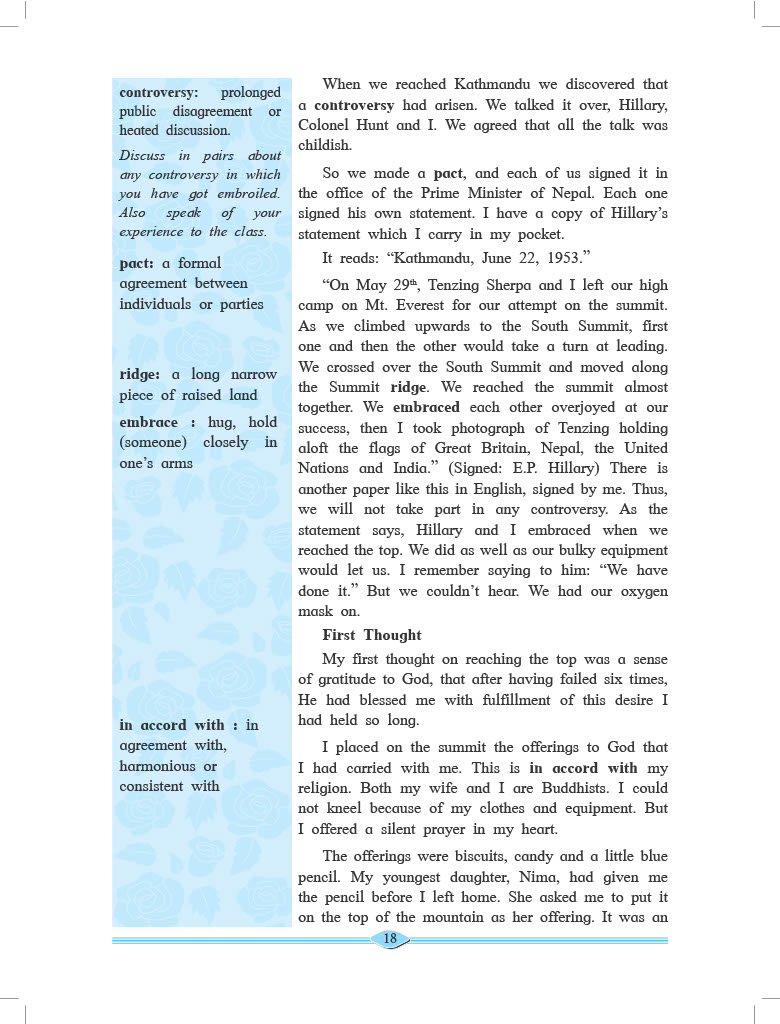 controversy: prolonged
public disagreement or
heated discussion.
Discuss in pairs about
any controversy in which
you have got embroiled.
Also speak of your
experience to the class.
pact: a formal
agreement between
individuals or parties
ridge: a long narrow
piece of raised land
embrace : hug, hold
(someone) closely in
one's arms
in accord with : in
agreement with,
harmonious or
consistent with
When we reached Kathmandu we discovered that
a controversy had arisen. We talked it over, Hillary,
Colonel Hunt and I. We agreed that all the talk was
childish.
So we made a pact, and each of us signed it in
the office of the Prime Minister of Nepal. Each one
signed his own statement. I have a copy of Hillary's
statement which I carry in my pocket.
It reads: “Kathmandu, June 22, 1953.”
“On May 29th, Tenzing Sherpa and I left our high
camp on Mt. Everest for our attempt on the summit.
As we climbed upwards to the South Summit, first
one and then the other would take a turn at leading.
We crossed over the South Summit and moved along
the Summit ridge. We reached the summit almost
together. We embraced each other overjoyed at our
success, then I took photograph of Tenzing holding
aloft the flags of Great Britain, Nepal, the United
Nations and India.” (Signed: E.P. Hillary) There is
another paper like this in English, signed by me. Thus,
we will not take part in any controversy. As the
statement says, Hillary and I embraced when we
reached the top. We did as well as our bulky equipment
would let us. I remember saying to him: “We have
done it.” But we couldn't hear. We had our oxygen
mask on.
First Thought
My first thought on reaching the top was a sense
of gratitude to God, that after having failed six times,
He had blessed me with fulfillment of this desire I
had held so long.
I placed on the summit the offerings to God that
I had carried with me. This is in accord with my
religion. Both my wife and I are Buddhists. I could
not kneel because of my clothes and equipment. But
I offered a silent prayer in my heart.
The offerings were biscuits, candy and a little blue
pencil. My youngest daughter, Nima, had given me
the pencil before I left home. She asked me to put it
on the top of the mountain as her offering. It was an
18